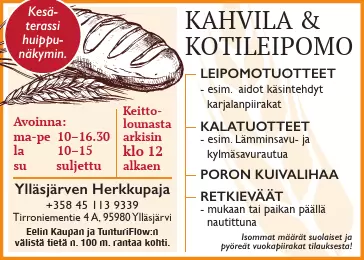 Kesä-
terassi
huippu-
näkymin.
KAHVILA &
KOTILEIPOMO
LEIPOMOTUOTTEET
- esim. aidot käsintehdyt
karjalanpiirakat
KALATUOTTEET
- esim. Lämminsavu- ja
kylmäsavurautua
PORON KUIVALIHAA
RETKIEVÄÄT
- mukaan tai paikan päällä
nautittuna
Isommat määrät suolaiset ja
pyöreät vuokapiirakat tilauksesta!
Avoinna:
ma-pe 10–16.30
la 10–15
su suljettu
Keitto-
lounasta
arkisin
klo 12
alkaen
Ylläsjärven Herkkupaja
+358 45 113 9339
Tirroniementie 4 A, 95980 Ylläsjärvi
Eelin Kaupan ja TunturiFlow:n
välistä tietä n. 100 m. rantaa kohti.